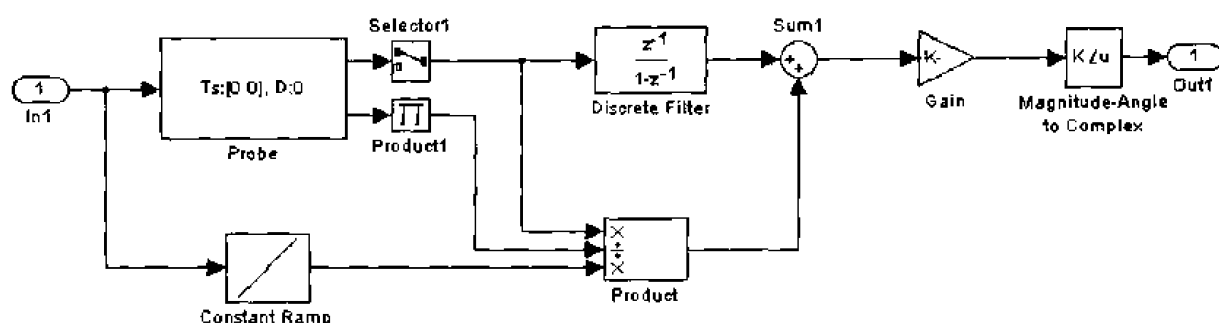 Selector1
Sum1
1
In1
Ts:[0 0], D:0
Probe
Product1
z-1
1-z-1
Discrete Filter
+
+
K-
Gain
K∠u
Magnitude-Angle
to Complex
1
Out1
Constant Ramp
×
÷
×
Product